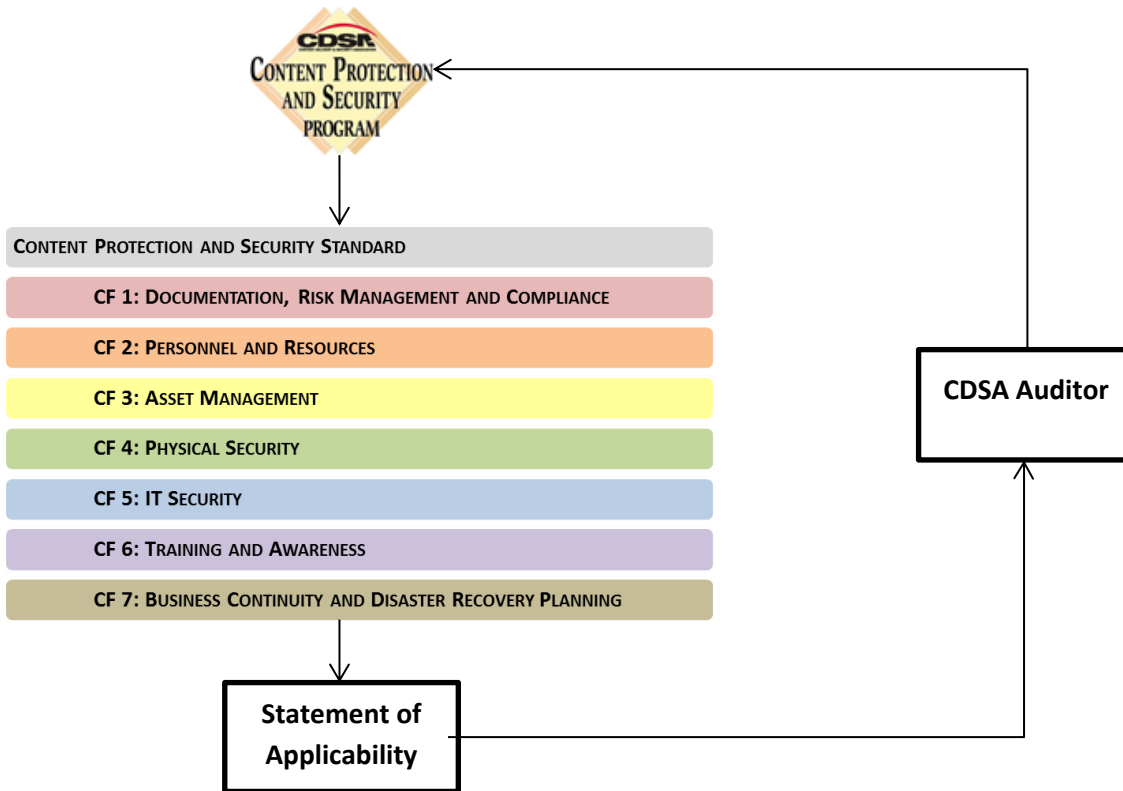 CDSA
CONTENT PROTECTION
AND SECURITY
PROGRAM
CONTENT PROTECTION AND SECURITY STANDARD
CF 1: DOCUMENTATION, RISK MANAGEMENT AND COMPLIANCE
CF 2: PERSONNEL AND RESOURCES
CF 3: ASSET MANAGEMENT
CDSA Auditor
CF 4: PHYSICAL SECURITY
CF 5: IT SECURITY
CF 6: TRAINING AND AWARENESS
CF 7: BUSINESS CONTINUITY AND DISASTER RECOVERY PLANNING
Statement of
Applicability